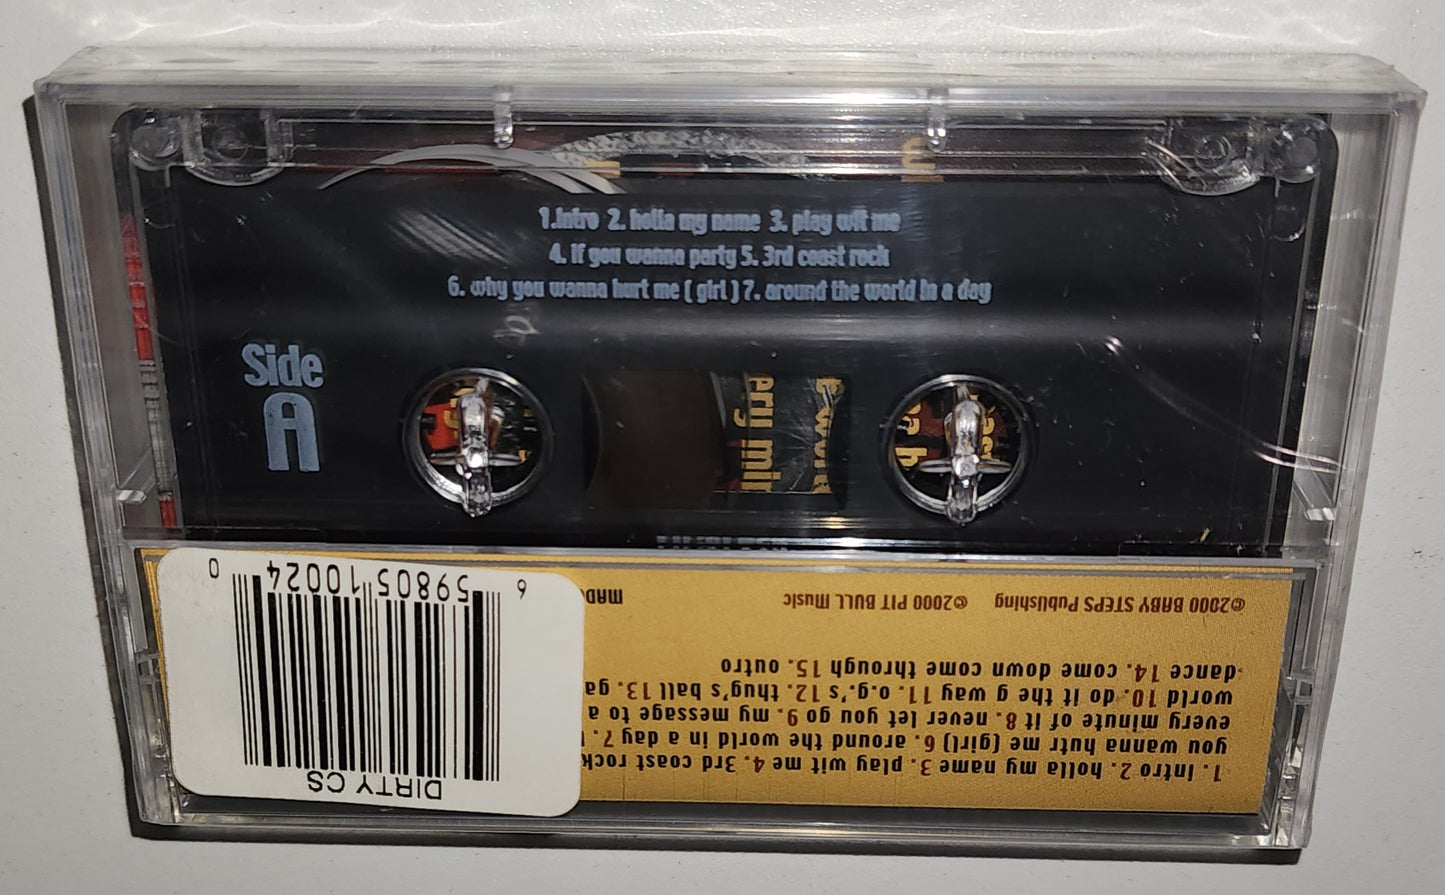 1.Intro 2. holla my name 3. play wit me
4. If you wanna party 5. 3rd coast rock
6. why you wanna hurt me ( girl ) 7. around the world in a day
Side
A
ery min
DIRTY CS
6 59805 10024 0
1. intro 2. holla my name 3. play wit me 4. 3rd coast rock
you wanna hutr me (girl) 6. around the world in a day 7.
every minute of it 8. never let you go 9. my message to a
world 10. do it the g way 11. o.g.'s 12. thug's ball 13. ga
dance 14. come down come through 15. outro
©2000 BABY STEPS Publishing ©2000 PIT BULL Music